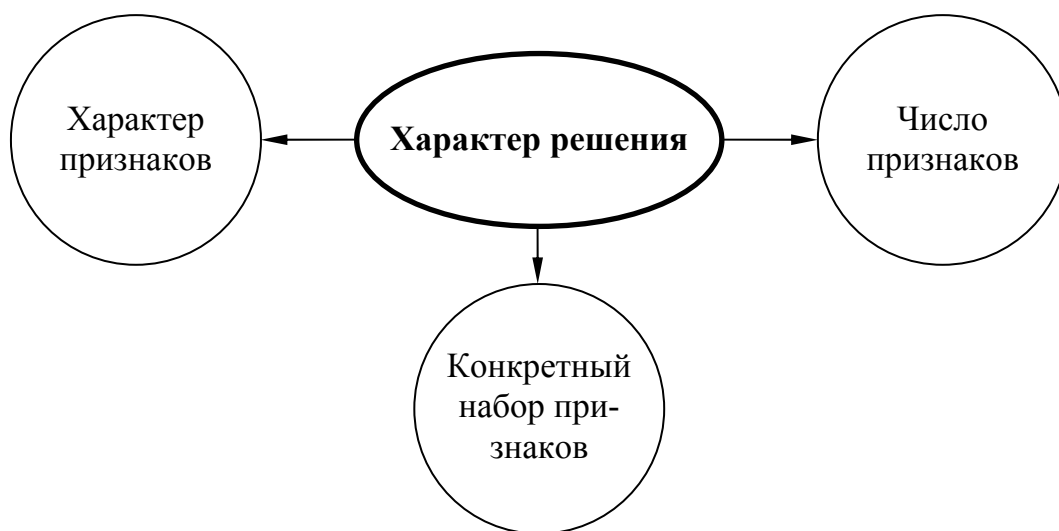 Характер
признаков
Характер решения
Число
признаков
Конкретный
набор при-
знаков